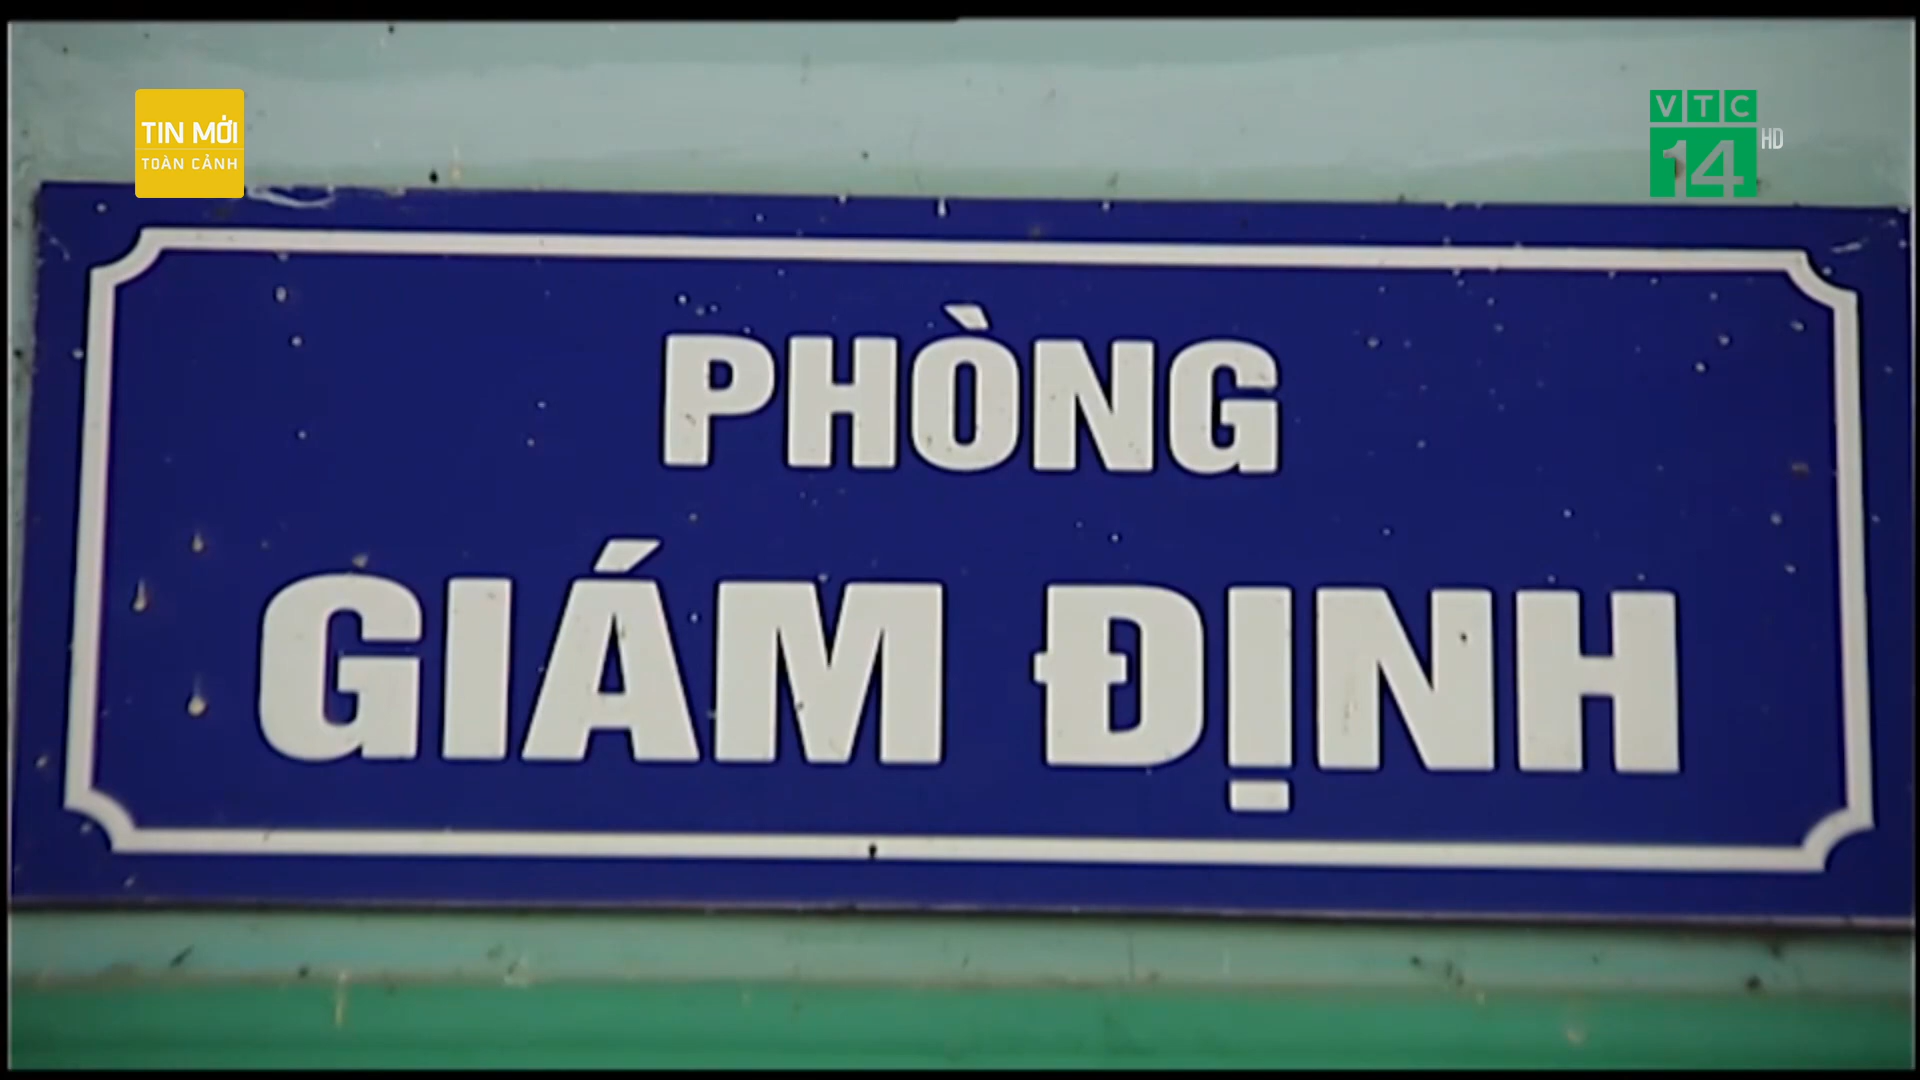 TIN MỚI
TOÀN CẢNH
VTC
14 HD
PHÒNG
GIÁM ĐỊNH